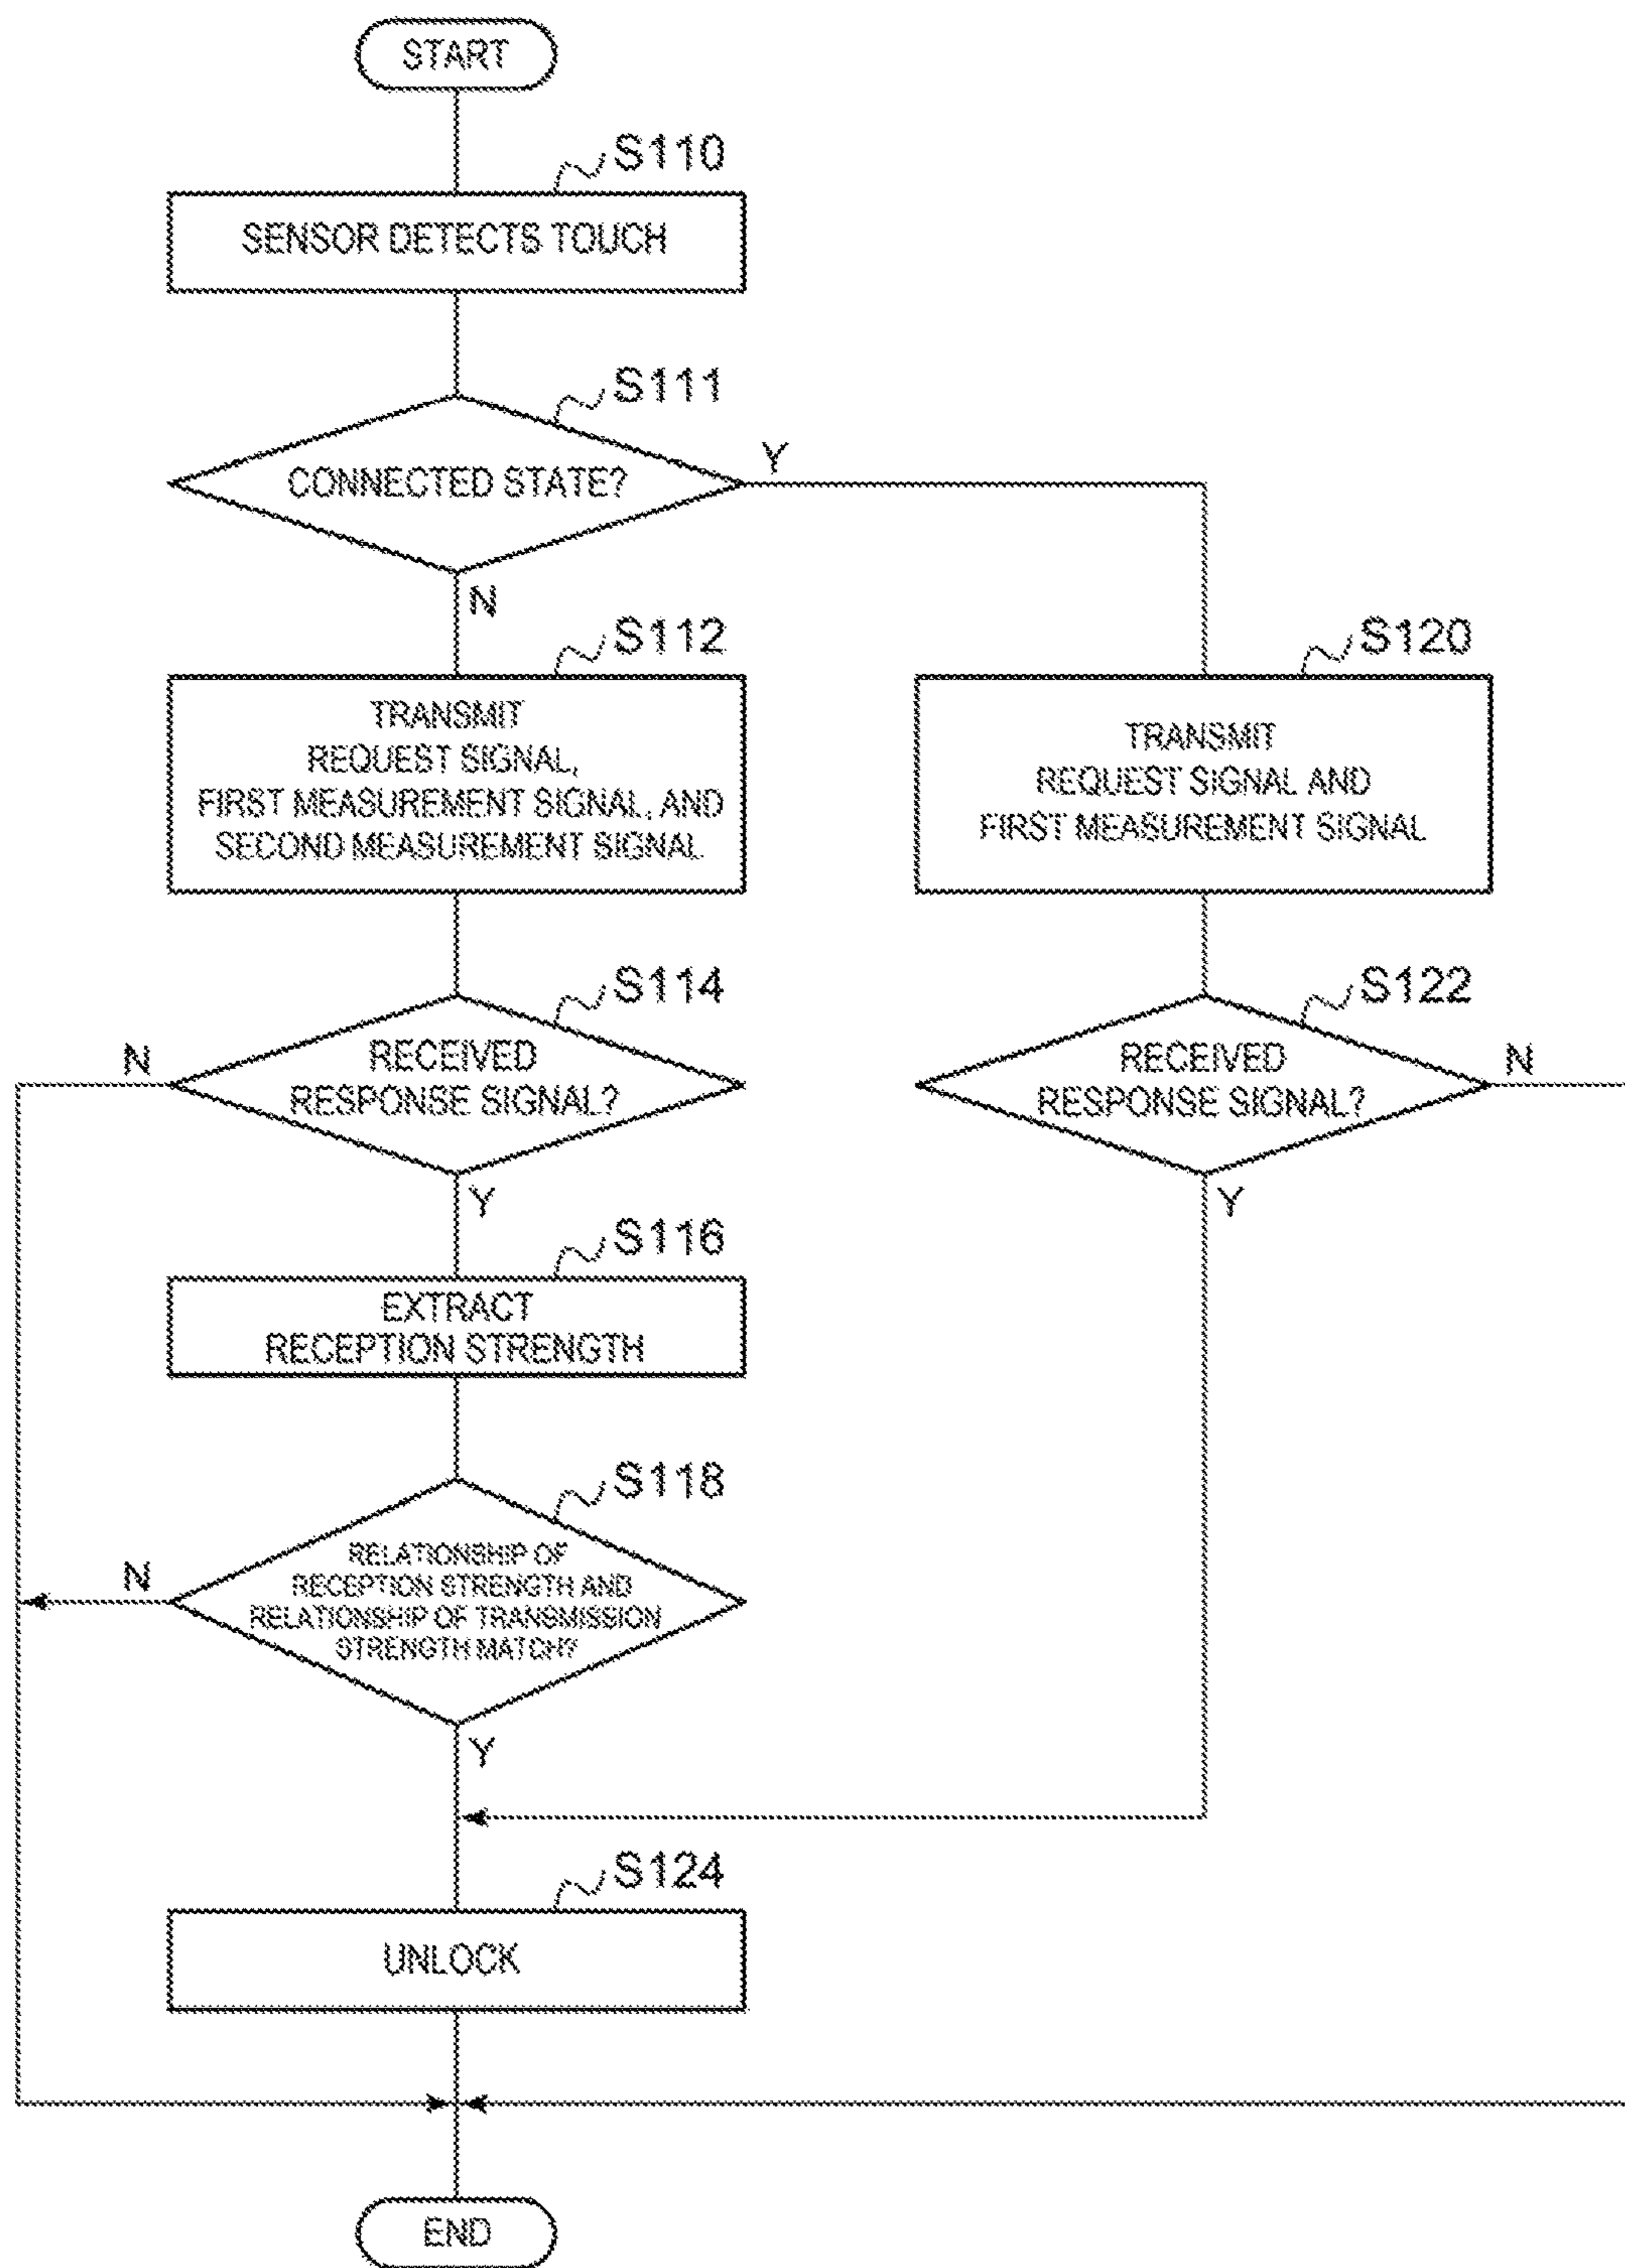 START
S110
SENSOR DETECTS TOUCH
S111
CONNECTED STATE?
Y
N
S112
TRANSMIT
REQUEST SIGNAL,
FIRST MEASUREMENT SIGNAL, AND
SECOND MEASUREMENT SIGNAL
S120
TRANSMIT
REQUEST SIGNAL AND
FIRST MEASUREMENT SIGNAL
S114
N
RECEIVED
RESPONSE SIGNAL?
Y
S122
RECEIVED
RESPONSE SIGNAL?
N
Y
S116
EXTRACT
RECEPTION STRENGTH
S118
N
RELATIONSHIP OF
RECEPTION STRENGTH AND
RELATIONSHIP OF TRANSMISSION
STRENGTH MATCH?
Y
S124
UNLOCK
END